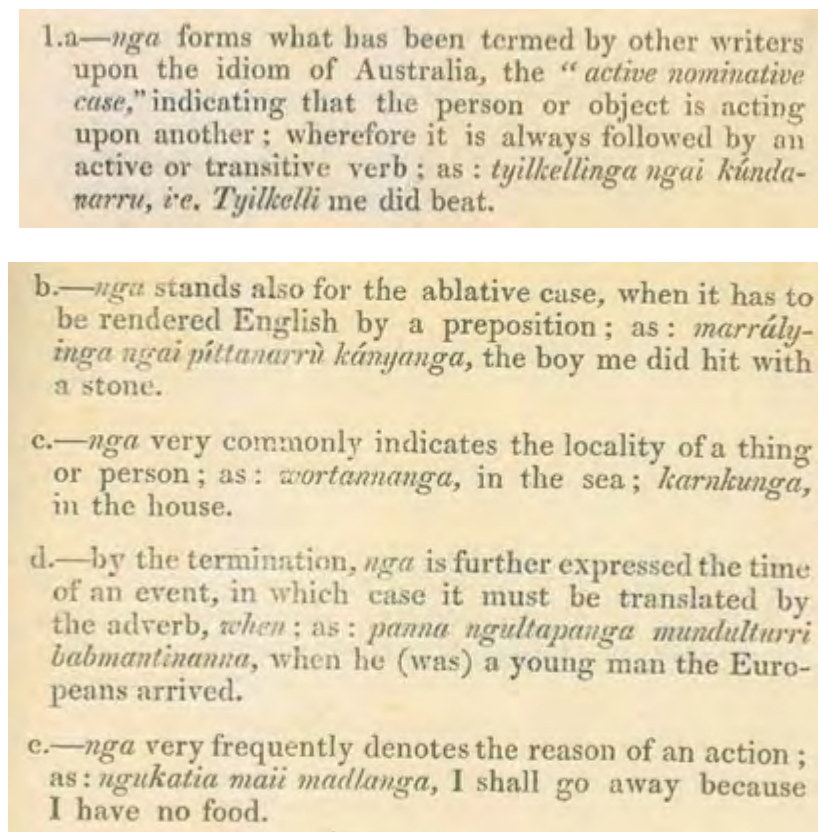 1.a—nga forms what has been termed by other writers
upon the idiom of Australia, the "active nominative
case," indicating that the person or object is acting
upon another ; wherefore it is always followed by an
active or transitive verb ; as : tyilkellinga ngai kúnda-
narru, i·e. Tyilkelli me did beat.
b.—nga stands also for the ablative case, when it has to
be rendered English by a preposition ; as : marrály-
inga ngai píttanarrù kányanga, the boy me did hit with
a stone.
c.—nga very commonly indicates the locality of a thing
or person ; as : wortannanga, in the sea ; karnkunga,
in the house.
d.—by the termination, nga is further expressed the time
of an event, in which case it must be translated by
the adverb, when ; as : panna ngultapanga mundulturri
babmantinanna, when he (was) a young man the Euro-
peans arrived.
e.—nga very frequently denotes the reason of an action ;
as : ngukatia maii madlanga, I shall go away because
I have no food.